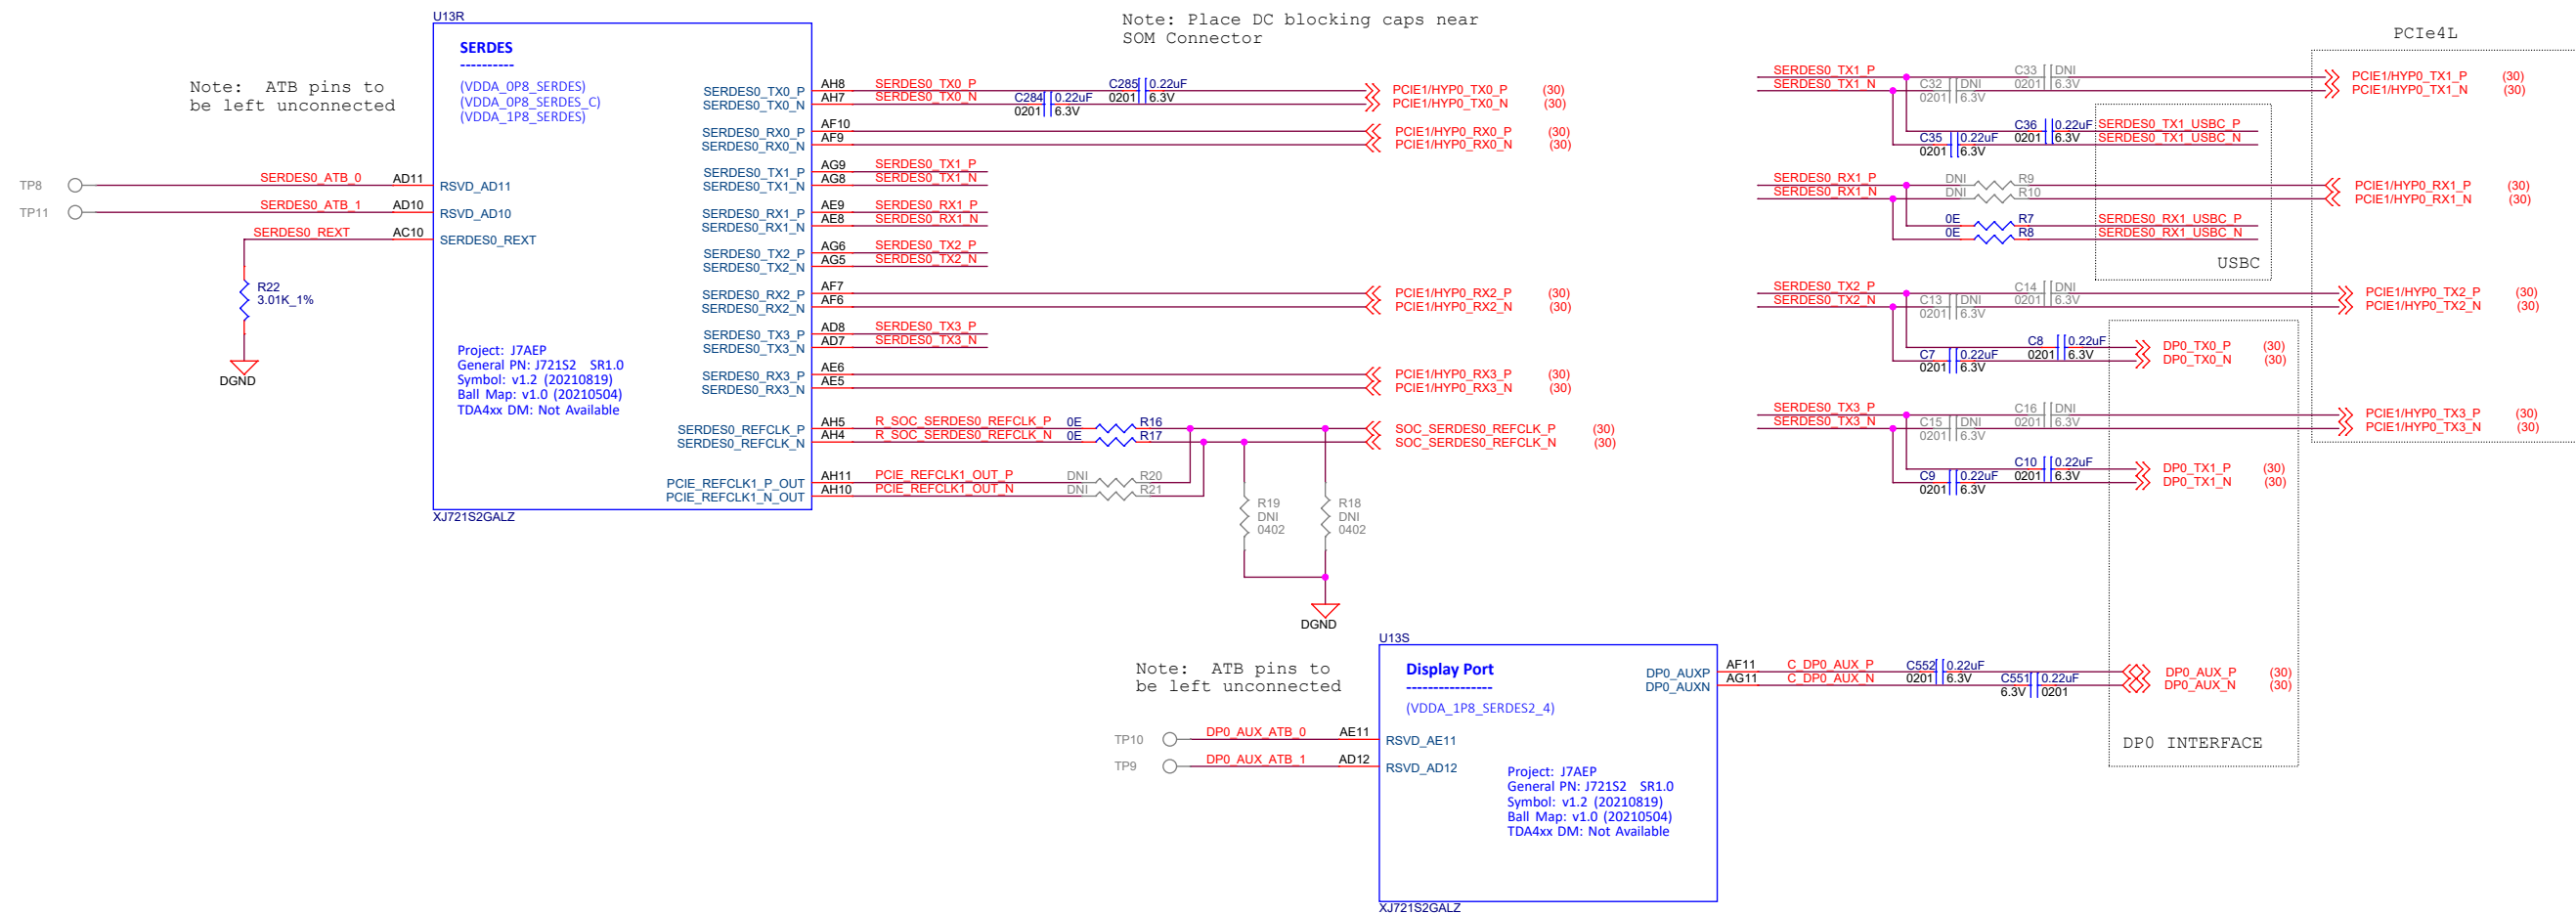 U13R
SERDES
----------
(VDDA_0P8_SERDES)
(VDDA_0P8_SERDES_C)
(VDDA_1P8_SERDES)
Note: ATB pins to
be left unconnected
TP8 SERDES0_ATB_0 AD11 RSVD_AD11
TP11 SERDES0_ATB_1 AD10 RSVD_AD10
SERDES0_REXT AC10 SERDES0_REXT
R22
3.01K_1%
DGND
Project: J7AEP
General PN: J721S2 SR1.0
Symbol: v1.2 (20210819)
Ball Map: v1.0 (20210504)
TDA4xx DM: Not Available
XJ721S2GALZ
Note: Place DC blocking caps near
SOM Connector
SERDES0_TX0_P AH8 SERDES0_TX0_P C285 0.22uF 0201 6.3V PCIE1/HYP0_TX0_P (30)
SERDES0_TX0_N AH7 SERDES0_TX0_N C284 0.22uF 0201 6.3V PCIE1/HYP0_TX0_N (30)
SERDES0_RX0_P AF10 PCIE1/HYP0_RX0_P (30)
SERDES0_RX0_N AF9 PCIE1/HYP0_RX0_N (30)
SERDES0_TX1_P AG9 SERDES0_TX1_P
SERDES0_TX1_N AG8 SERDES0_TX1_N
SERDES0_RX1_P AE9 SERDES0_RX1_P
SERDES0_RX1_N AE8 SERDES0_RX1_N
SERDES0_TX2_P AG6 SERDES0_TX2_P
SERDES0_TX2_N AG5 SERDES0_TX2_N
SERDES0_RX2_P AF7 PCIE1/HYP0_RX2_P (30)
SERDES0_RX2_N AF6 PCIE1/HYP0_RX2_N (30)
SERDES0_TX3_P AD8 SERDES0_TX3_P
SERDES0_TX3_N AD7 SERDES0_TX3_N
SERDES0_RX3_P AE6 PCIE1/HYP0_RX3_P (30)
SERDES0_RX3_N AE5 PCIE1/HYP0_RX3_N (30)
SERDES0_REFCLK_P AH5 R_SOC_SERDES0_REFCLK_P 0E R16 SOC_SERDES0_REFCLK_P (30)
SERDES0_REFCLK_N AH4 R_SOC_SERDES0_REFCLK_N 0E R17 SOC_SERDES0_REFCLK_N (30)
PCIE_REFCLK1_P_OUT AH11 PCIE_REFCLK1_OUT_P DNI R20
PCIE_REFCLK1_N_OUT AH10 PCIE_REFCLK1_OUT_N DNI R21
R19
DNI
0402
R18
DNI
0402
DGND
PCIe4L
SERDES0_TX1_P C33 DNI 0201 6.3V PCIE1/HYP0_TX1_P (30)
SERDES0_TX1_N C32 DNI 0201 6.3V PCIE1/HYP0_TX1_N (30)
C36 0.22uF 0201 6.3V SERDES0_TX1_USBC_P
C35 0.22uF 0201 6.3V SERDES0_TX1_USBC_N
SERDES0_RX1_P DNI R9 PCIE1/HYP0_RX1_P (30)
SERDES0_RX1_N DNI R10 PCIE1/HYP0_RX1_N (30)
0E R7 SERDES0_RX1_USBC_P
0E R8 SERDES0_RX1_USBC_N
USBC
SERDES0_TX2_P C14 DNI 0201 6.3V PCIE1/HYP0_TX2_P (30)
SERDES0_TX2_N C13 DNI 0201 6.3V PCIE1/HYP0_TX2_N (30)
C8 0.22uF 0201 6.3V DP0_TX0_P (30)
C7 0.22uF 0201 6.3V DP0_TX0_N (30)
SERDES0_TX3_P C16 DNI 0201 6.3V PCIE1/HYP0_TX3_P (30)
SERDES0_TX3_N C15 DNI 0201 6.3V PCIE1/HYP0_TX3_N (30)
C10 0.22uF 0201 6.3V DP0_TX1_P (30)
C9 0.22uF 0201 6.3V DP0_TX1_N (30)
U13S
Display Port
----------------
(VDDA_1P8_SERDES2_4)
Note: ATB pins to
be left unconnected
DP0_AUXP AF11 C_DP0_AUX_P C552 0.22uF 0201 6.3V DP0_AUX_P (30)
DP0_AUXN AG11 C_DP0_AUX_N C551 0.22uF 6.3V 0201 DP0_AUX_N (30)
TP10 DP0_AUX_ATB_0 AE11 RSVD_AE11
TP9 DP0_AUX_ATB_1 AD12 RSVD_AD12
DP0 INTERFACE
Project: J7AEP
General PN: J721S2 SR1.0
Symbol: v1.2 (20210819)
Ball Map: v1.0 (20210504)
TDA4xx DM: Not Available
XJ721S2GALZ